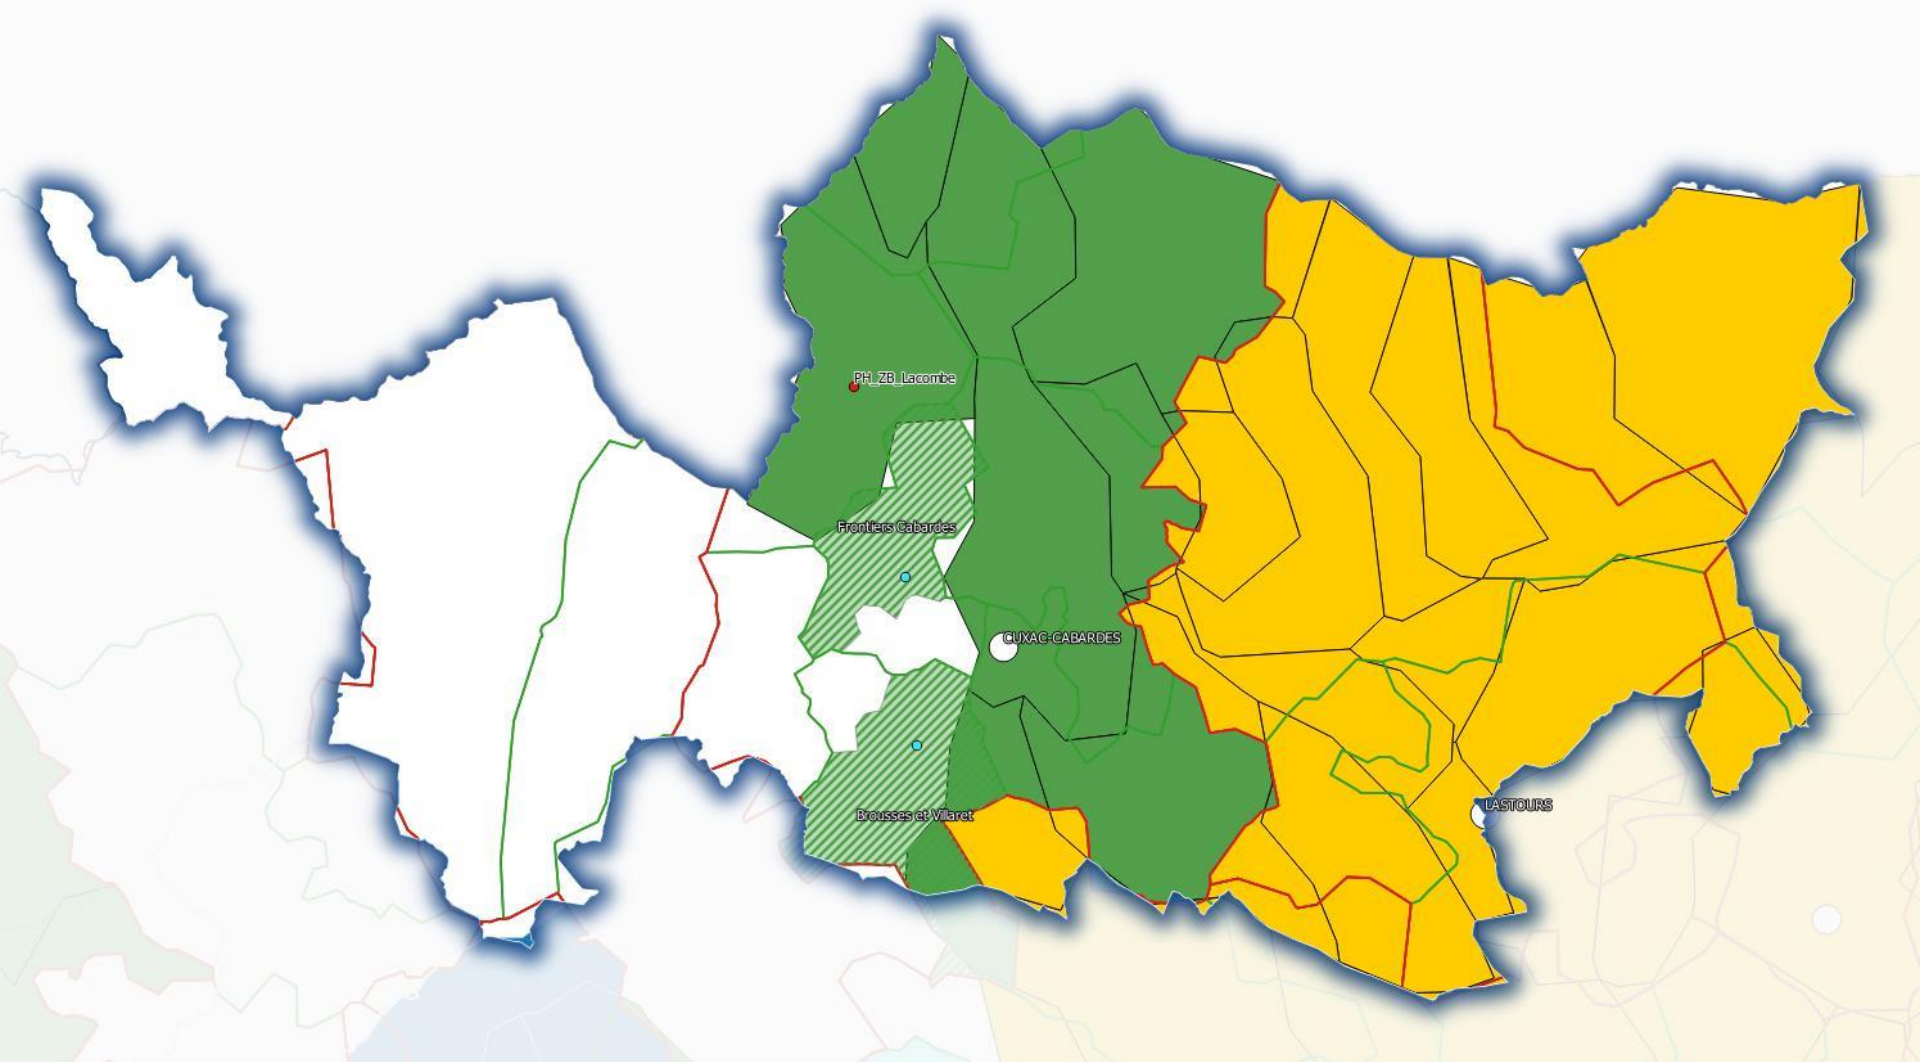 PH_ZB_Lacombe
Frontiers Cabardes
CUXAC-CABARDES
LASTOURS
Brousses et Villaret